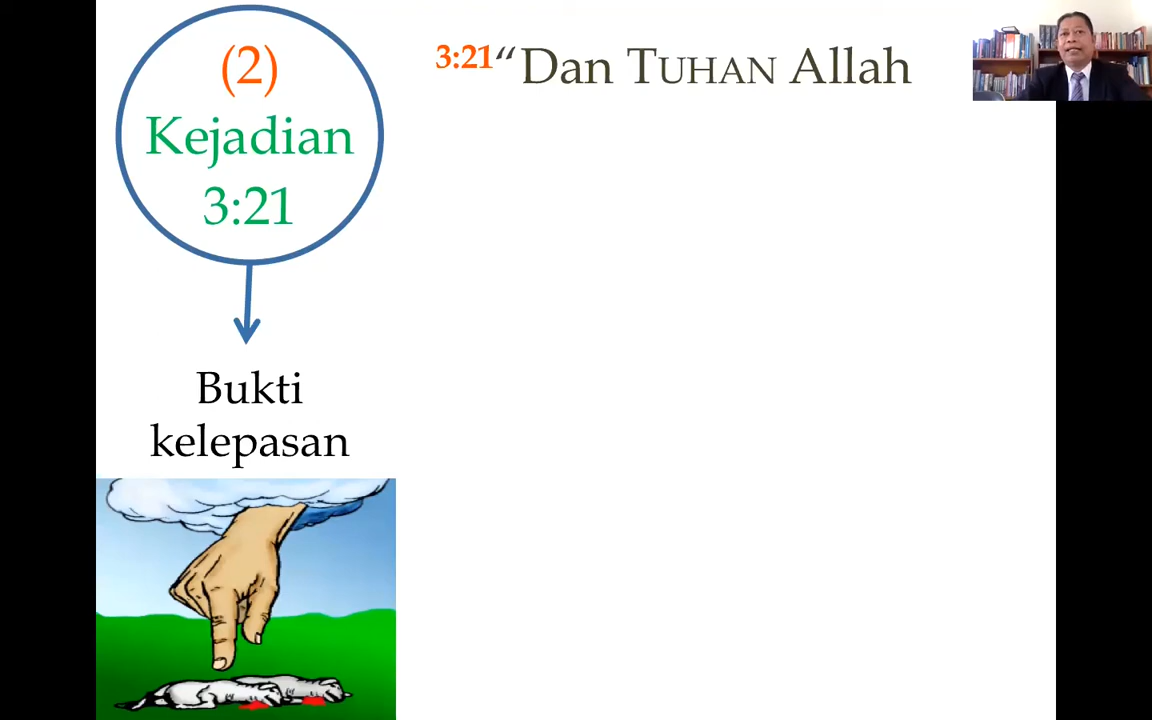 (2)
Kejadian
3:21
Bukti
kelepasan
3:21“Dan TUHAN Allah